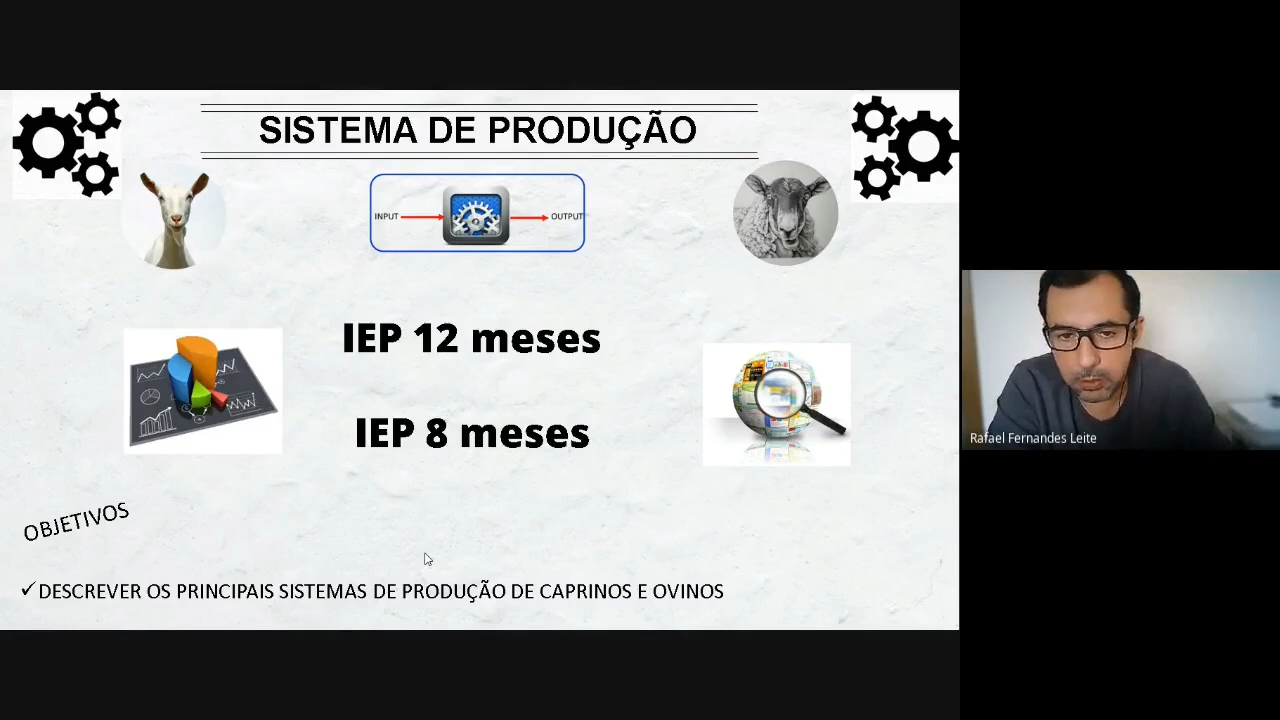 SISTEMA DE PRODUÇÃO
INPUT
OUTPUT
IEP 12 meses
IEP 8 meses
Rafael Fernandes Leite
OBJETIVOS
✓DESCREVER OS PRINCIPAIS SISTEMAS DE PRODUÇÃO DE CAPRINOS E OVINOS